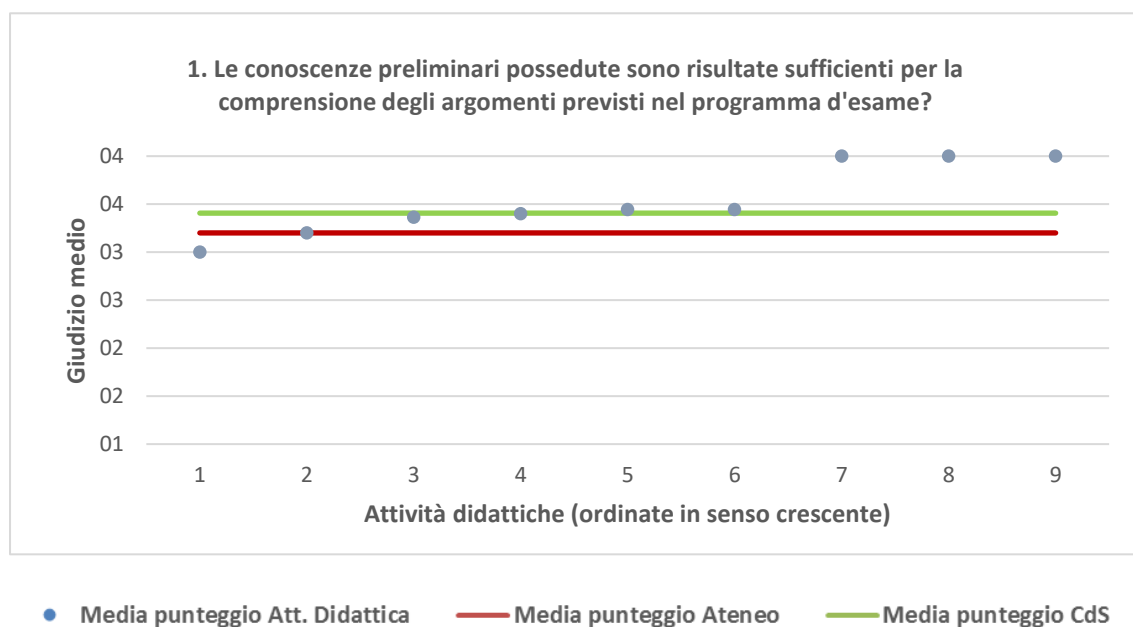 1. Le conoscenze preliminari possedute sono risultate sufficienti per la
comprensione degli argomenti previsti nel programma d'esame?
Giudizio medio
04
04
03
03
02
02
01
1 2 3 4 5 6 7 8 9
Attività didattiche (ordinate in senso crescente)
Media punteggio Att. Didattica Media punteggio Ateneo Media punteggio CdS